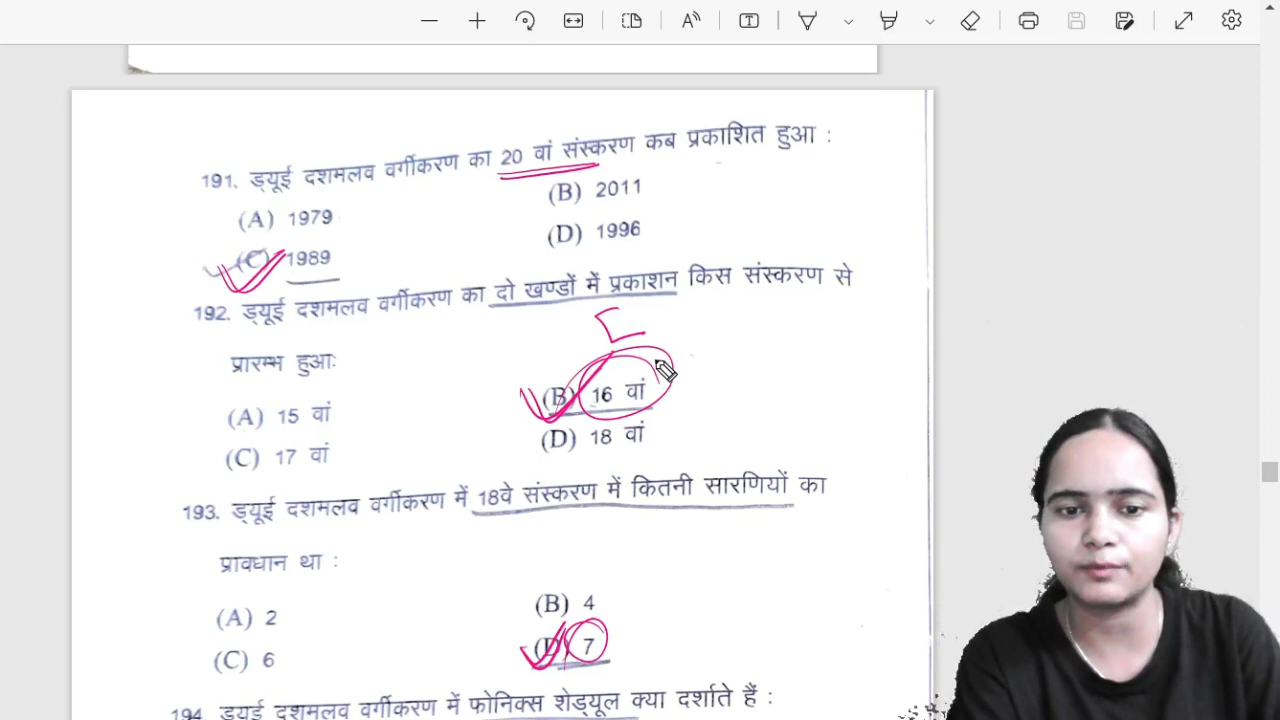 191. ड्यूई दशमलव वर्गीकरण का 20 वां संस्करण कब प्रकाशित हुआ :
(A) 1979 (B) 2011
(C) 1989 (D) 1996
192. ड्यूई दशमलव वर्गीकरण का दो खण्डों में प्रकाशन किस संस्करण से
प्रारम्भ हुआः
(A) 15 वां (B) 16 वां
(C) 17 वां (D) 18 वां
193. ड्यूई दशमलव वर्गीकरण में 18वे संस्करण में कितनी सारणियों का
प्रावधान था :
(A) 2 (B) 4
(C) 6 (D) 7
194. ड्यूई दशमलव वर्गीकरण में फोनिक्स शेड्यूल क्या दर्शाते हैं :